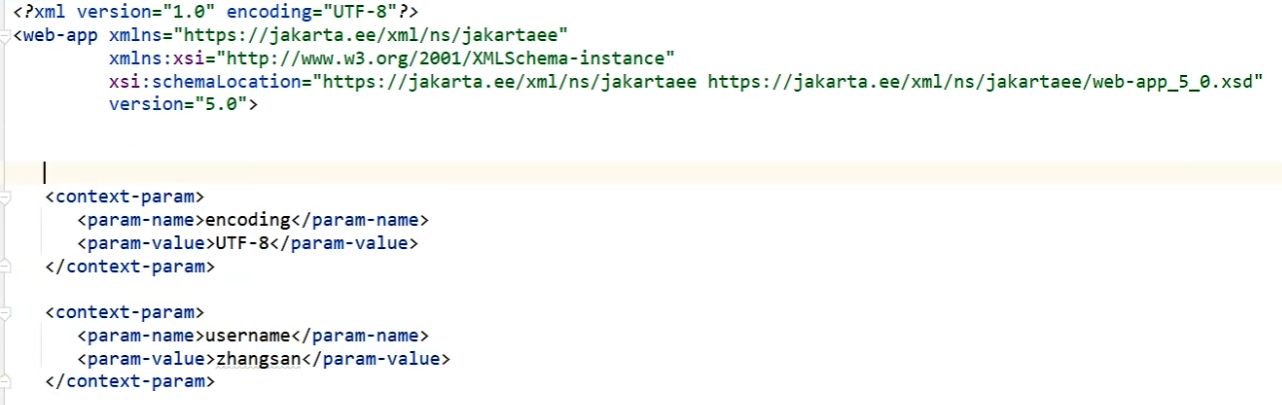 <?xml version="1.0" encoding="UTF-8"?>
<web-app xmlns="https://jakarta.ee/xml/ns/jakartaee"
         xmlns:xsi="http://www.w3.org/2001/XMLSchema-instance"
         xsi:schemaLocation="https://jakarta.ee/xml/ns/jakartaee https://jakarta.ee/xml/ns/jakartaee/web-app_5_0.xsd"
         version="5.0">
   <context-param>
      <param-name>encoding</param-name>
      <param-value>UTF-8</param-value>
   </context-param>
   <context-param>
      <param-name>username</param-name>
      <param-value>zhangsan</param-value>
   </context-param>